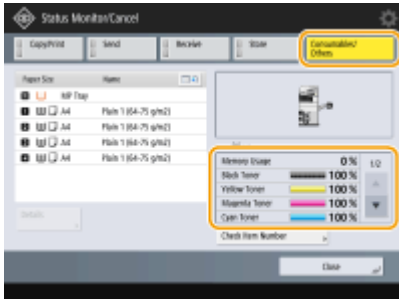 Status Monitor/Cancel
Copy/Print
Send
Receive
Store
Consumables/
Others
Paper Size
Name
MP Tray
A4 Plain 1 (64-75 g/m2)
A4 Plain 1 (64-75 g/m2)
A4 Plain 1 (64-75 g/m2)
A4 Plain 1 (64-75 g/m2)
Details
Memory Usage 0 %
Black Toner 100 %
Yellow Toner 100 %
Magenta Toner 100 %
Cyan Toner 100 %
1/2
Check Item Number
Close